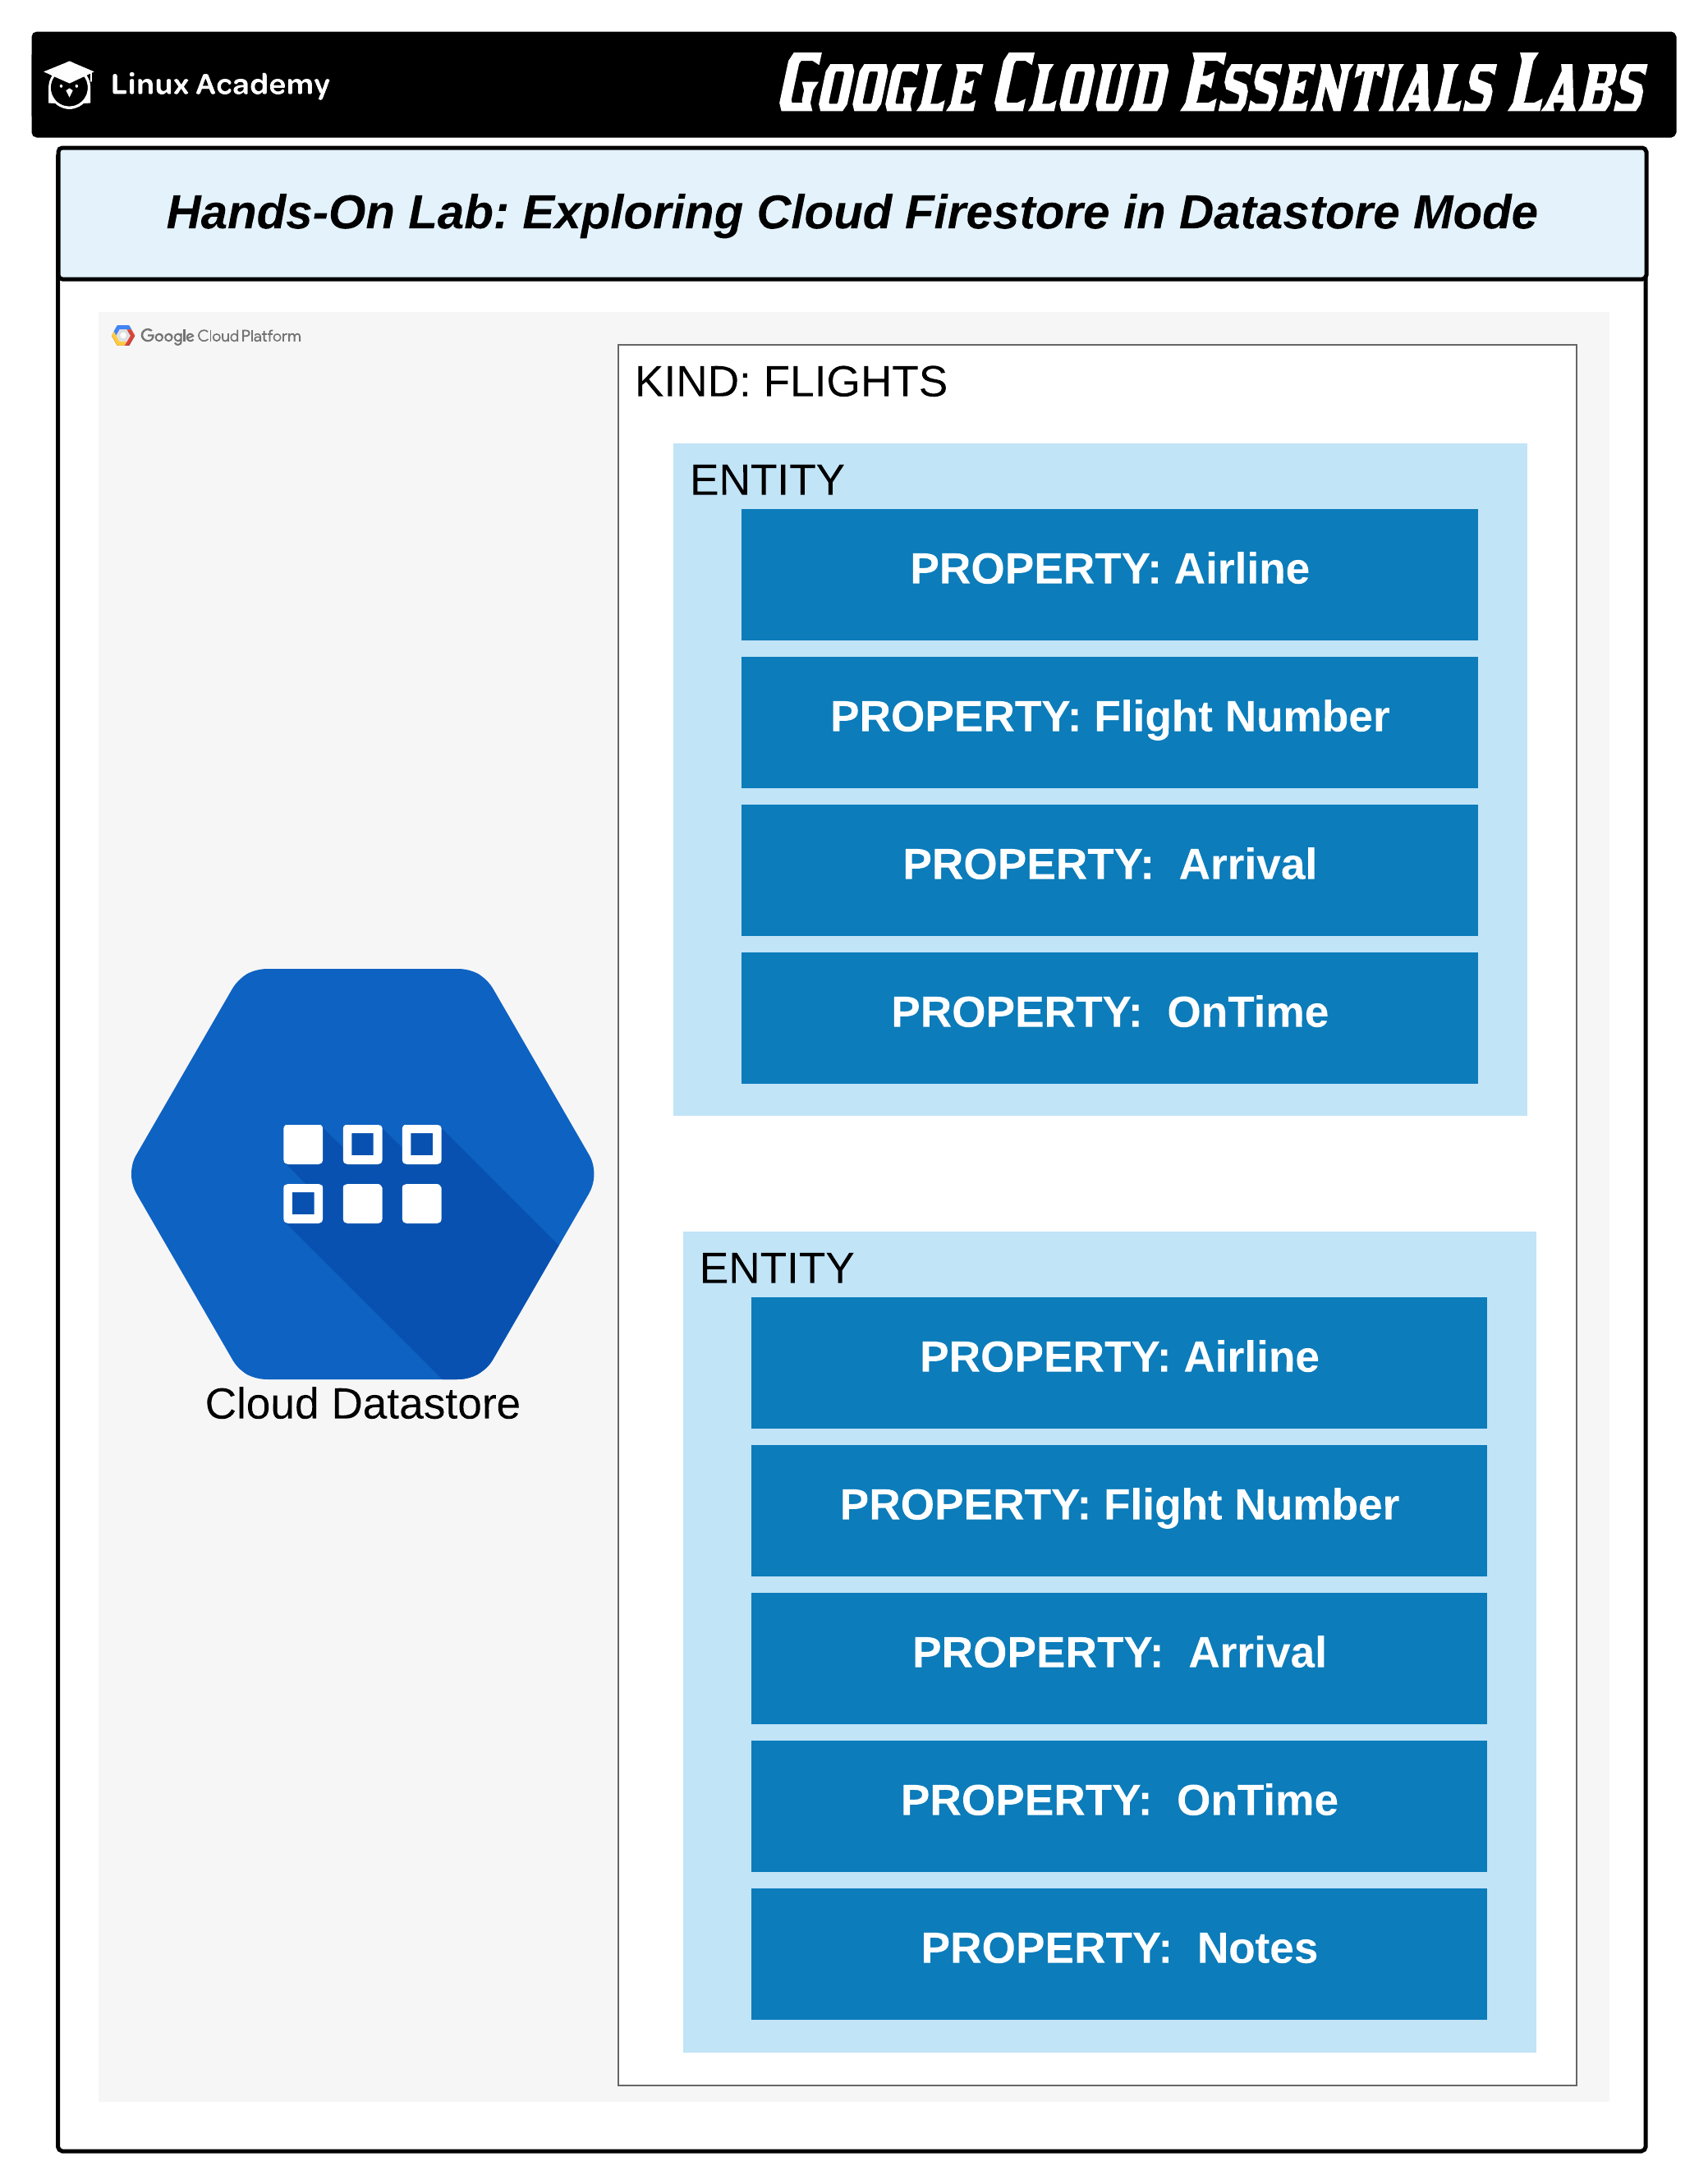 Linux Academy
Google Cloud Essentials Labs
Hands-On Lab: Exploring Cloud Firestore in Datastore Mode
Google Cloud Platform
KIND: FLIGHTS
ENTITY
PROPERTY: Airline
PROPERTY: Flight Number
PROPERTY: Arrival
PROPERTY: OnTime
Cloud Datastore
ENTITY
PROPERTY: Airline
PROPERTY: Flight Number
PROPERTY: Arrival
PROPERTY: OnTime
PROPERTY: Notes